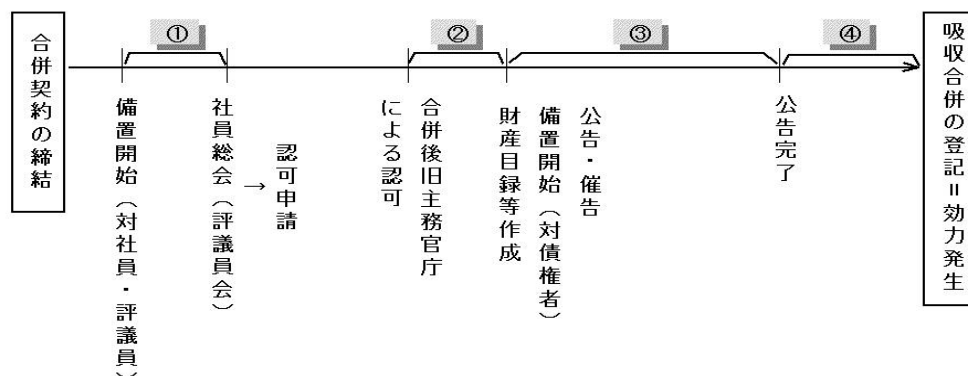 合併契約の締結
①
②
③
④
備置開始（対社員・評議員）
社員総会（評議員会）
→
認可申請
合併後旧主務官庁
による認可
財産目録等作成
備置開始（対債権者）
公告・催告
公告完了
吸収合併の登記＝効力発生